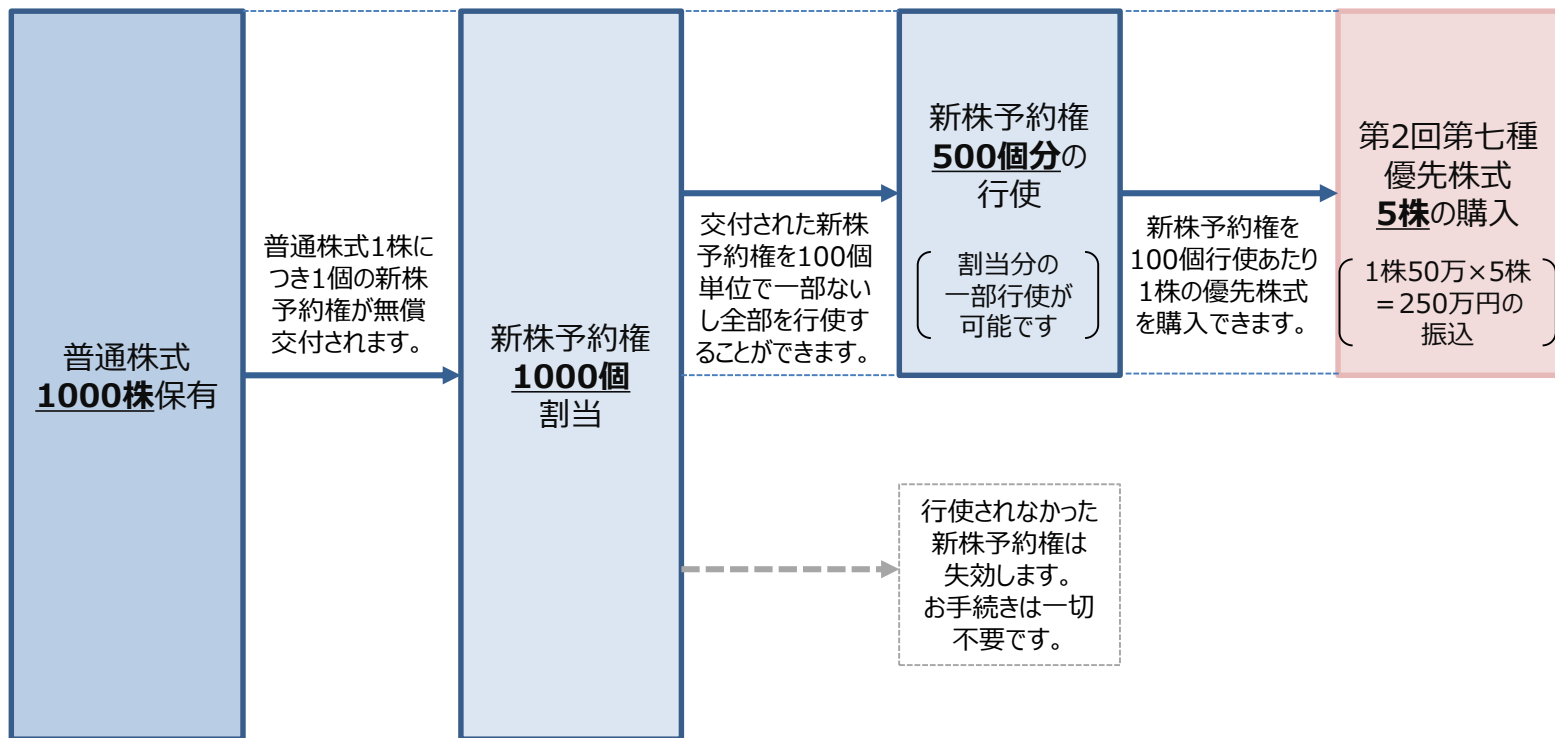 普通株式
1000株保有
普通株式1株に
つき1個の新株
予約権が無償
交付されます。
新株予約権
1000個
割当
交付された新株
予約権を100個
単位で一部ない
し全部を行使す
ることができます。
新株予約権
500個分の
行使
割当分の
一部行使が
可能です
新株予約権を
100個行使あたり
1株の優先株式
を購入できます。
第2回第七種
優先株式
5株の購入
1株50万×5株
=250万円の
振込
行使されなかった
新株予約権は
失効します。
お手続きは一切
不要です。